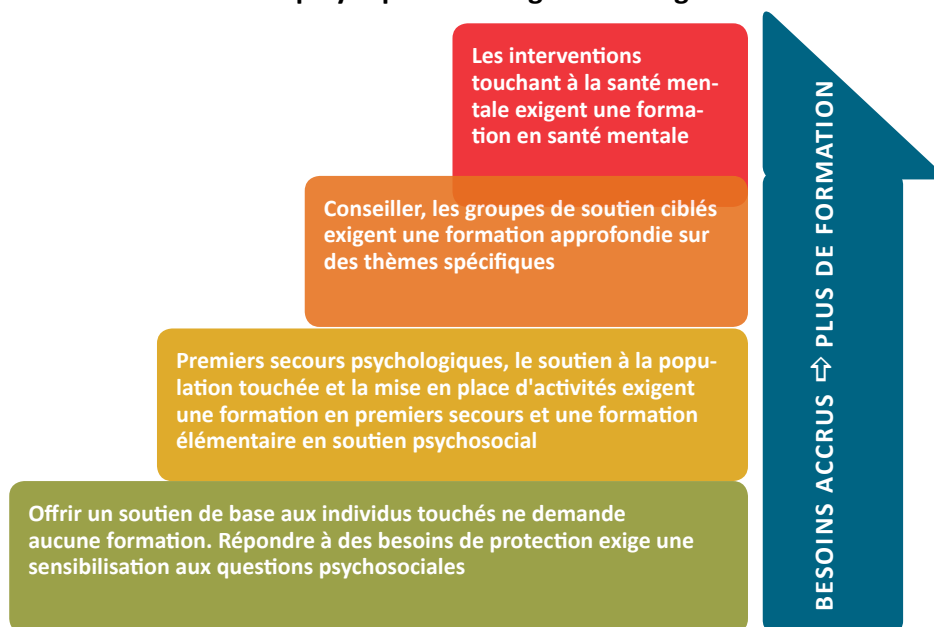 Les interventions
touchant à la santé men-
tale exigent une forma-
tion en santé mentale
Conseiller, les groupes de soutien ciblés
exigent une formation approfondie sur
des thèmes spécifiques
Premiers secours psychologiques, le soutien à la popu-
lation touchée et la mise en place d'activités exigent
une formation en premiers secours et une formation
élémentaire en soutien psychosocial
Offrir un soutien de base aux individus touchés ne demande
aucune formation. Répondre à des besoins de protection exige une
sensibilisation aux questions psychosociales
BESOINS ACCRUS ⇨ PLUS DE FORMATION